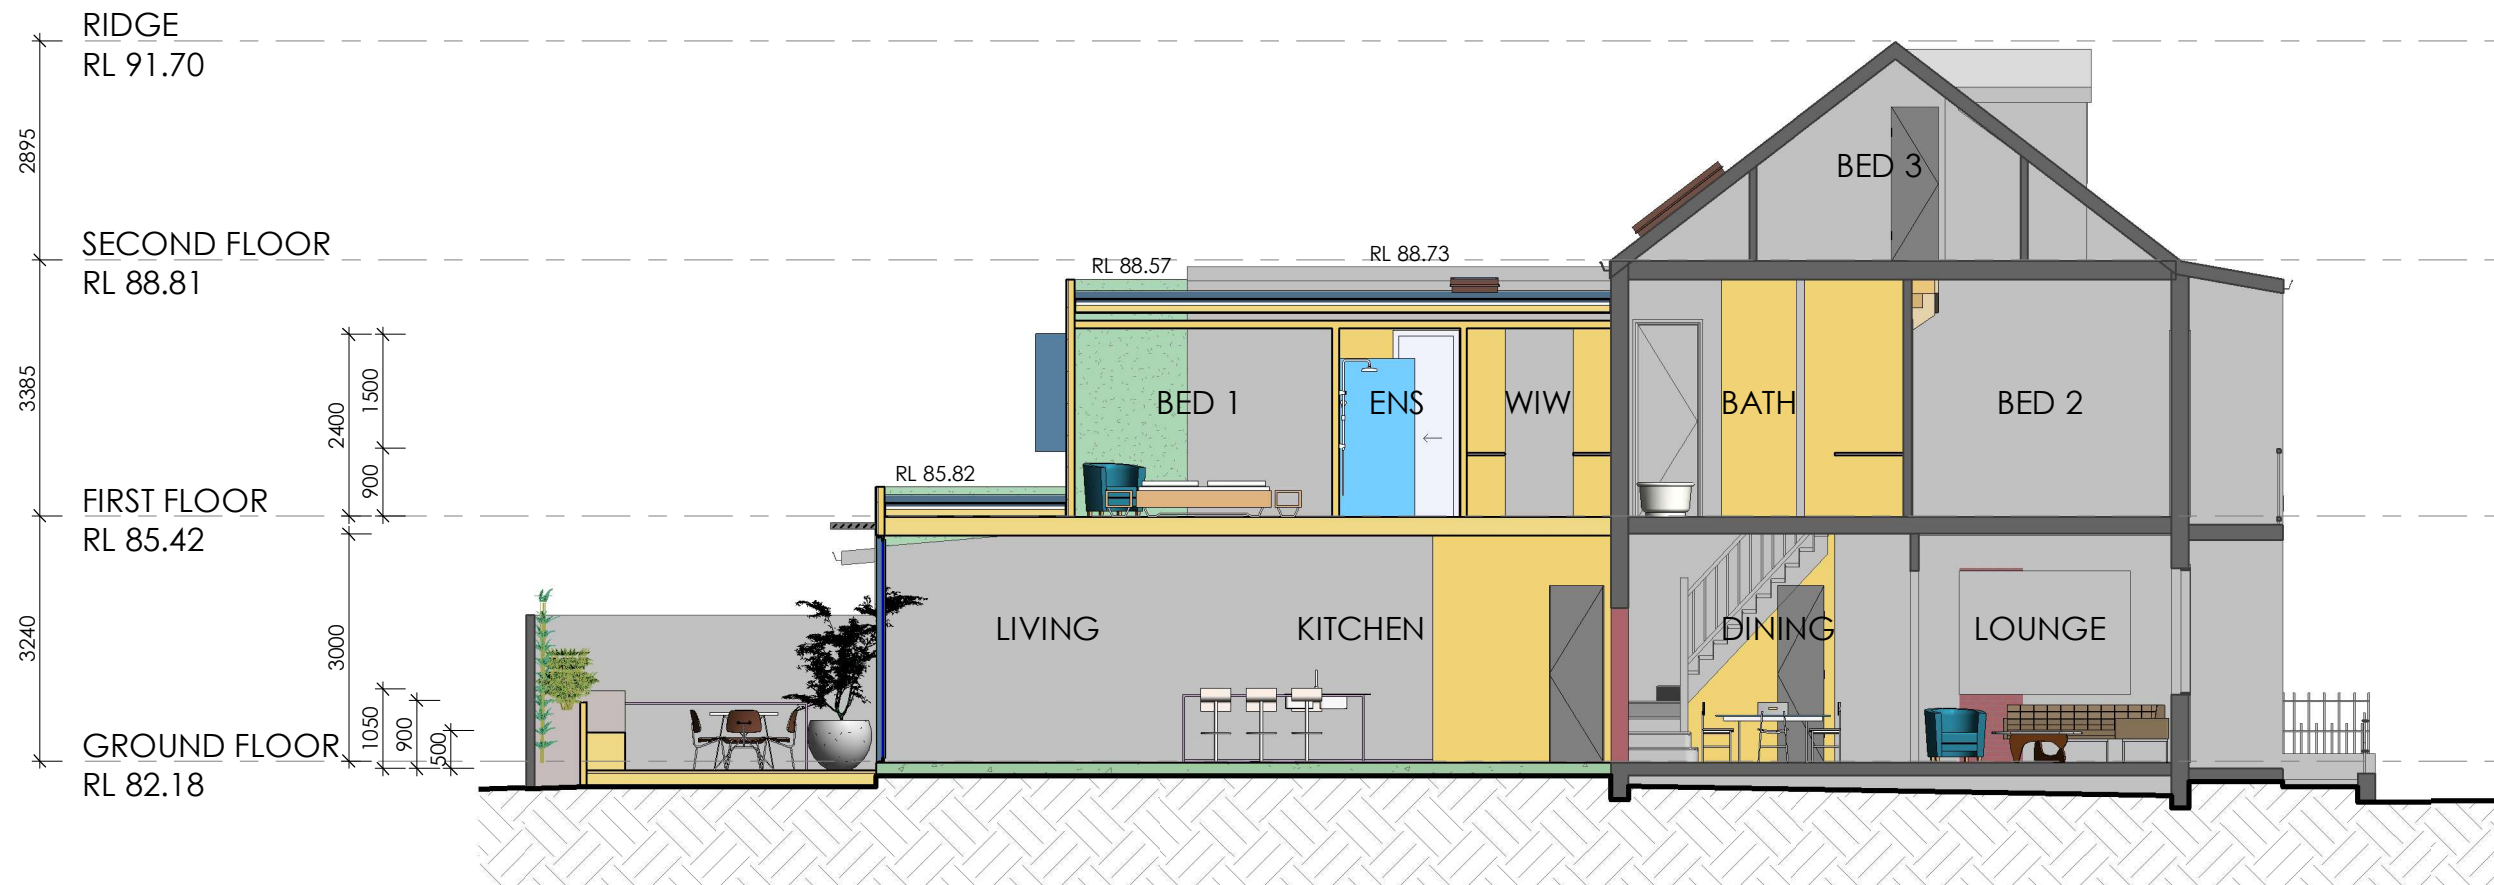 RIDGE
RL 91.70
2895
SECOND FLOOR
RL 88.81
3385
FIRST FLOOR
RL 85.42
3240
GROUND FLOOR
RL 82.18
2400
1500
900
3000
1050
900
500
RL 88.57
RL 88.73
RL 85.82
BED 3
BED 1
ENS
WIW
BATH
BED 2
LIVING
KITCHEN
DINING
LOUNGE